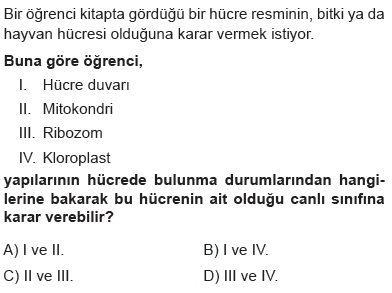 Bir öğrenci kitapta gördüğü bir hücre resminin, bitki ya da
hayvan hücresi olduğuna karar vermek istiyor.
Buna göre öğrenci,
I. Hücre duvarı
II. Mitokondri
III. Ribozom
IV. Kloroplast
yapılarının hücrede bulunma durumlarından hangi-
lerine bakarak bu hücrenin ait olduğu canlı sınıfına
karar verebilir?
A) I ve II. B) I ve IV.
C) II ve III. D) III ve IV.